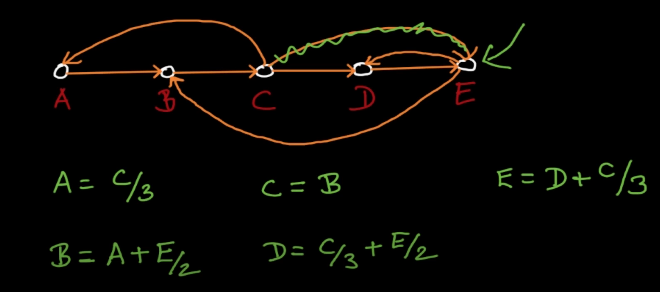 A B C D E
A = C/3 C = B E = D + C/3
B = A + E/2 D = C/3 + E/2